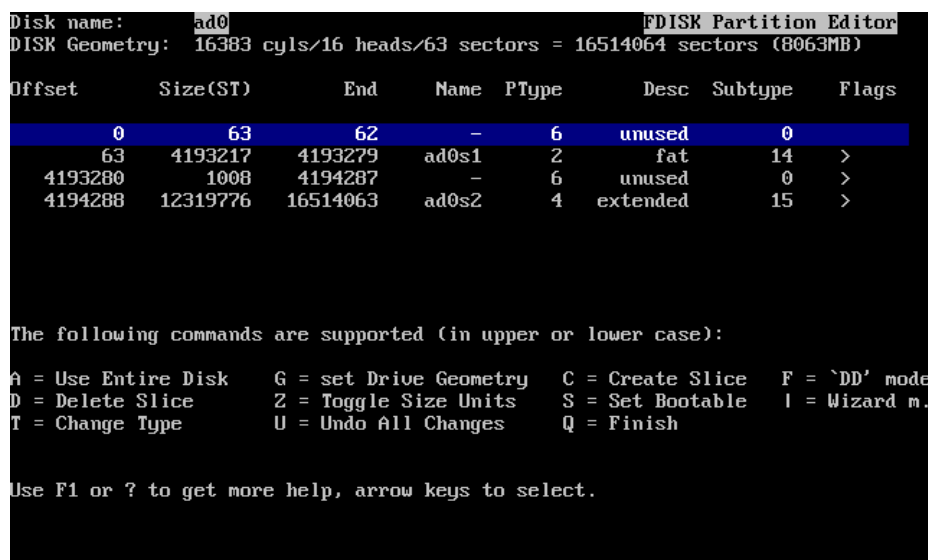 Disk name:      ad0                                    FDISK Partition Editor
DISK Geometry:  16383 cyls/16 heads/63 sectors = 16514064 sectors (8063MB)
Offset       Size(ST)        End     Name  PType       Desc  Subtype    Flags
0         63         62        -      6     unused        0
63    4193217    4193279    ad0s1      2        fat       14    >
4193280       1008    4194287        -      6     unused        0    >
4194288   12319776   16514063    ad0s2      4   extended       15    >
The following commands are supported (in upper or lower case):
A = Use Entire Disk    G = set Drive Geometry   C = Create Slice   F = `DD' mode
D = Delete Slice       Z = Toggle Size Units    S = Set Bootable   | = Wizard m.
T = Change Type        U = Undo All Changes     Q = Finish
Use F1 or ? to get more help, arrow keys to select.